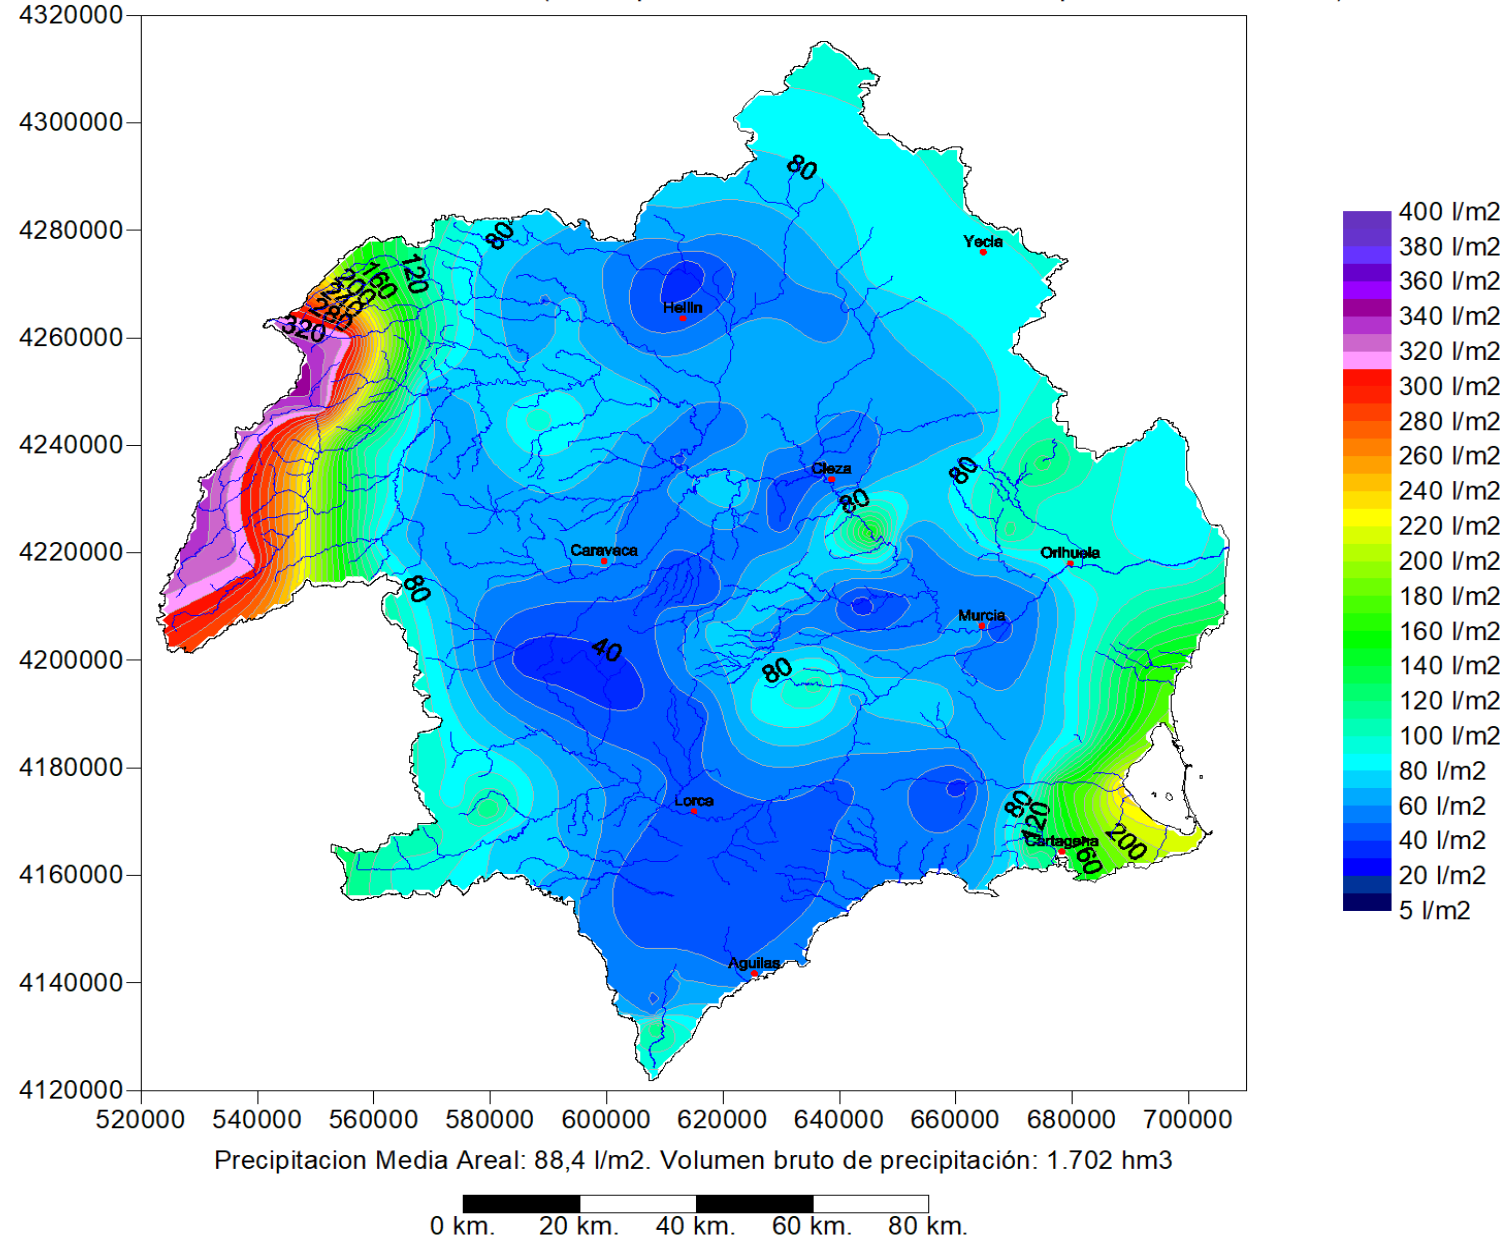 4320000
4300000
4280000
4260000
4240000
4220000
4200000
4180000
4160000
4140000
4120000
520000 540000 560000 580000 600000 620000 640000 660000 680000 700000
80
80
Yecla
120
160
200
240
280
320
Hellin
Cieza
80
80
Caravaca
Orihuela
80
Murcia
40
80
Lorca
80
120
Cartagena
200
160
Aguilas
400 l/m2
380 l/m2
360 l/m2
340 l/m2
320 l/m2
300 l/m2
280 l/m2
260 l/m2
240 l/m2
220 l/m2
200 l/m2
180 l/m2
160 l/m2
140 l/m2
120 l/m2
100 l/m2
80 l/m2
60 l/m2
40 l/m2
20 l/m2
5 l/m2
Precipitacion Media Areal: 88,4 l/m2. Volumen bruto de precipitación: 1.702 hm3
0 km. 20 km. 40 km. 60 km. 80 km.